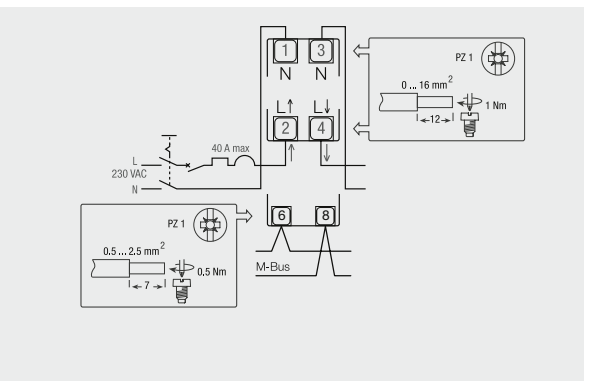 1 3
N N
PZ 1
0 ... 16 mm²
12
1 Nm
L↑ L↓
2 4
40 A max
L
230 VAC
N
6 8
PZ 1
0.5 ... 2.5 mm²
7
0,5 Nm
M-Bus